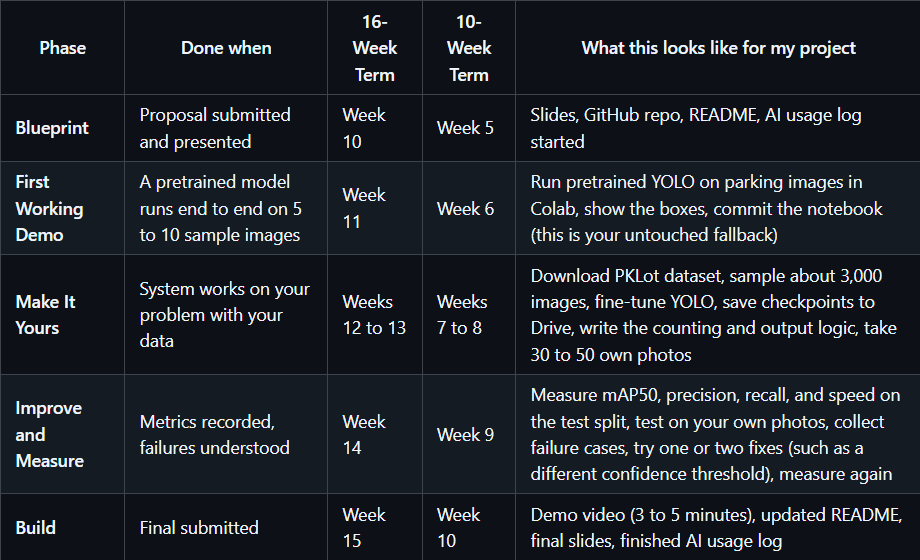 Phase
Done when
16-
Week
Term
10-
Week
Term
What this looks like for my project
Blueprint
Proposal submitted
and presented
Week
10
Week 5
Slides, GitHub repo, README, AI usage log
started
First
Working
Demo
A pretrained model
runs end to end on 5
to 10 sample images
Week
11
Week 6
Run pretrained YOLO on parking images in
Colab, show the boxes, commit the notebook
(this is your untouched fallback)
Make It
Yours
System works on your
problem with your
data
Weeks
12 to 13
Weeks
7 to 8
Download PKLot dataset, sample about 3,000
images, fine-tune YOLO, save checkpoints to
Drive, write the counting and output logic, take
30 to 50 own photos
Improve
and
Measure
Metrics recorded,
failures understood
Week
14
Week 9
Measure mAP50, precision, recall, and speed on
the test split, test on your own photos, collect
failure cases, try one or two fixes (such as a
different confidence threshold), measure again
Build
Final submitted
Week
15
Week
10
Demo video (3 to 5 minutes), updated README,
final slides, finished AI usage log